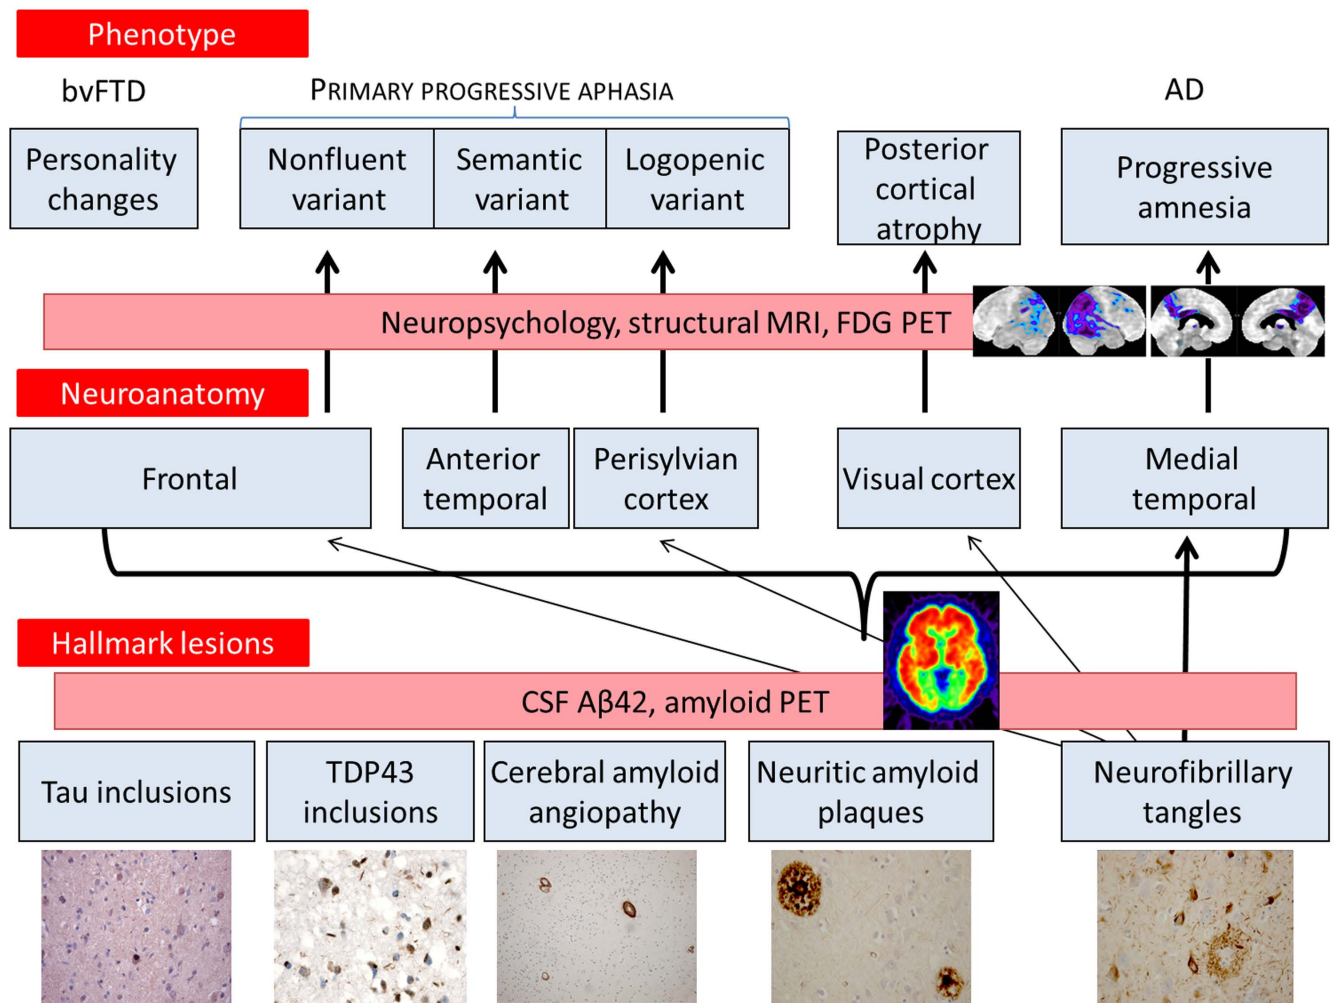 Phenotype
bvFTD
PRIMARY PROGRESSIVE APHASIA
AD
Personality
changes
Nonfluent
variant
Semantic
variant
Logopenic
variant
Posterior
cortical
atrophy
Progressive
amnesia
Neuropsychology, structural MRI, FDG PET
Neuroanatomy
Frontal
Anterior
temporal
Perisylvian
cortex
Visual cortex
Medial
temporal
Hallmark lesions
CSF Aβ42, amyloid PET
Tau inclusions
TDP43
inclusions
Cerebral amyloid
angiopathy
Neuritic amyloid
plaques
Neurofibrillary
tangles